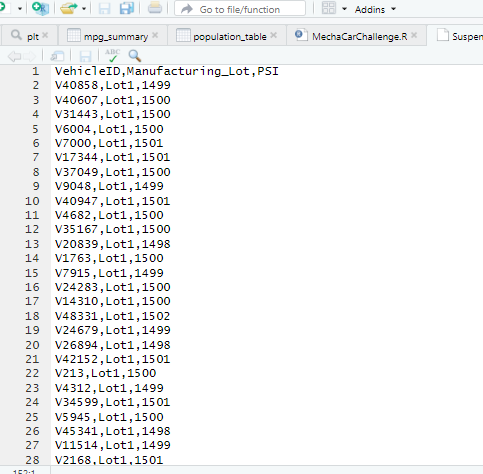 Go to file/function
Addins
plt
mpg_summary
population_table
MechaCarChallenge.R
Suspen
ABC
1 VehicleID,Manufacturing_Lot,PSI
2 V40858,Lot1,1499
3 V40607,Lot1,1500
4 V31443,Lot1,1500
5 V6004,Lot1,1500
6 V7000,Lot1,1501
7 V17344,Lot1,1501
8 V37049,Lot1,1500
9 V9048,Lot1,1499
10 V40947,Lot1,1501
11 V4682,Lot1,1500
12 V35167,Lot1,1500
13 V20839,Lot1,1498
14 V1763,Lot1,1500
15 V7915,Lot1,1499
16 V24283,Lot1,1500
17 V14310,Lot1,1500
18 V48331,Lot1,1502
19 V24679,Lot1,1499
20 V26894,Lot1,1498
21 V42152,Lot1,1501
22 V213,Lot1,1500
23 V4312,Lot1,1499
24 V34599,Lot1,1501
25 V5945,Lot1,1500
26 V45341,Lot1,1498
27 V11514,Lot1,1499
28 V2168,Lot1,1501
152:1